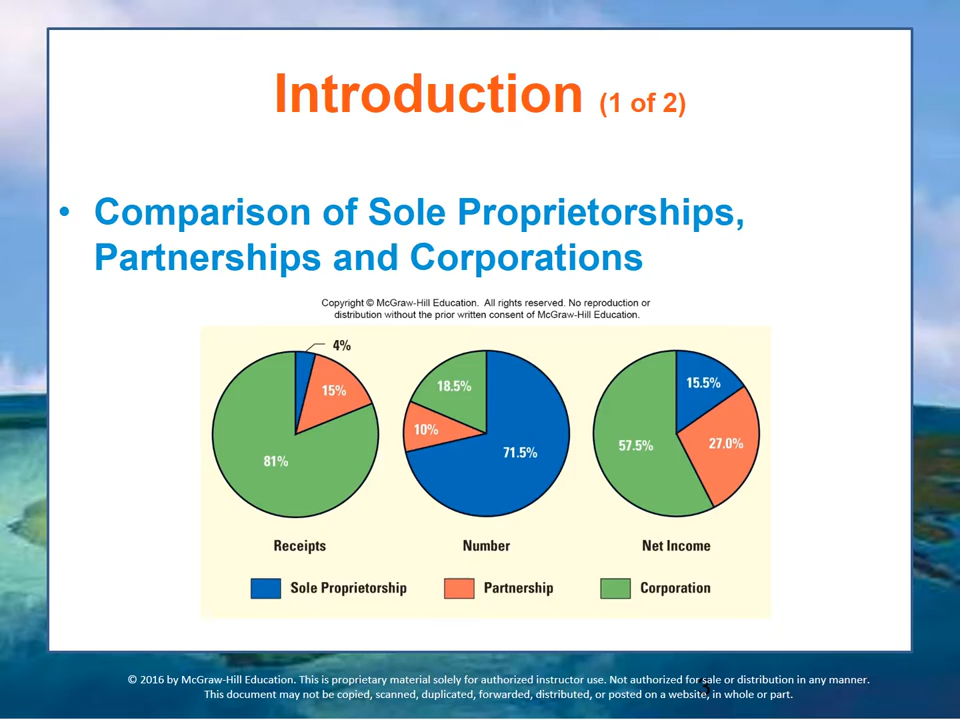 Introduction (1 of 2)
• Comparison of Sole Proprietorships,
Partnerships and Corporations
Copyright © McGraw-Hill Education. All rights reserved. No reproduction or
distribution without the prior written consent of McGraw-Hill Education.
4%
15%
81%
18.5%
10%
71.5%
15.5%
27.0%
57.5%
Receipts
Number
Net Income
Sole Proprietorship
Partnership
Corporation
© 2016 by McGraw-Hill Education. This is proprietary material solely for authorized instructor use. Not authorized for sale or distribution in any manner.
This document may not be copied, scanned, duplicated, forwarded, distributed, or posted on a website, in whole or part.